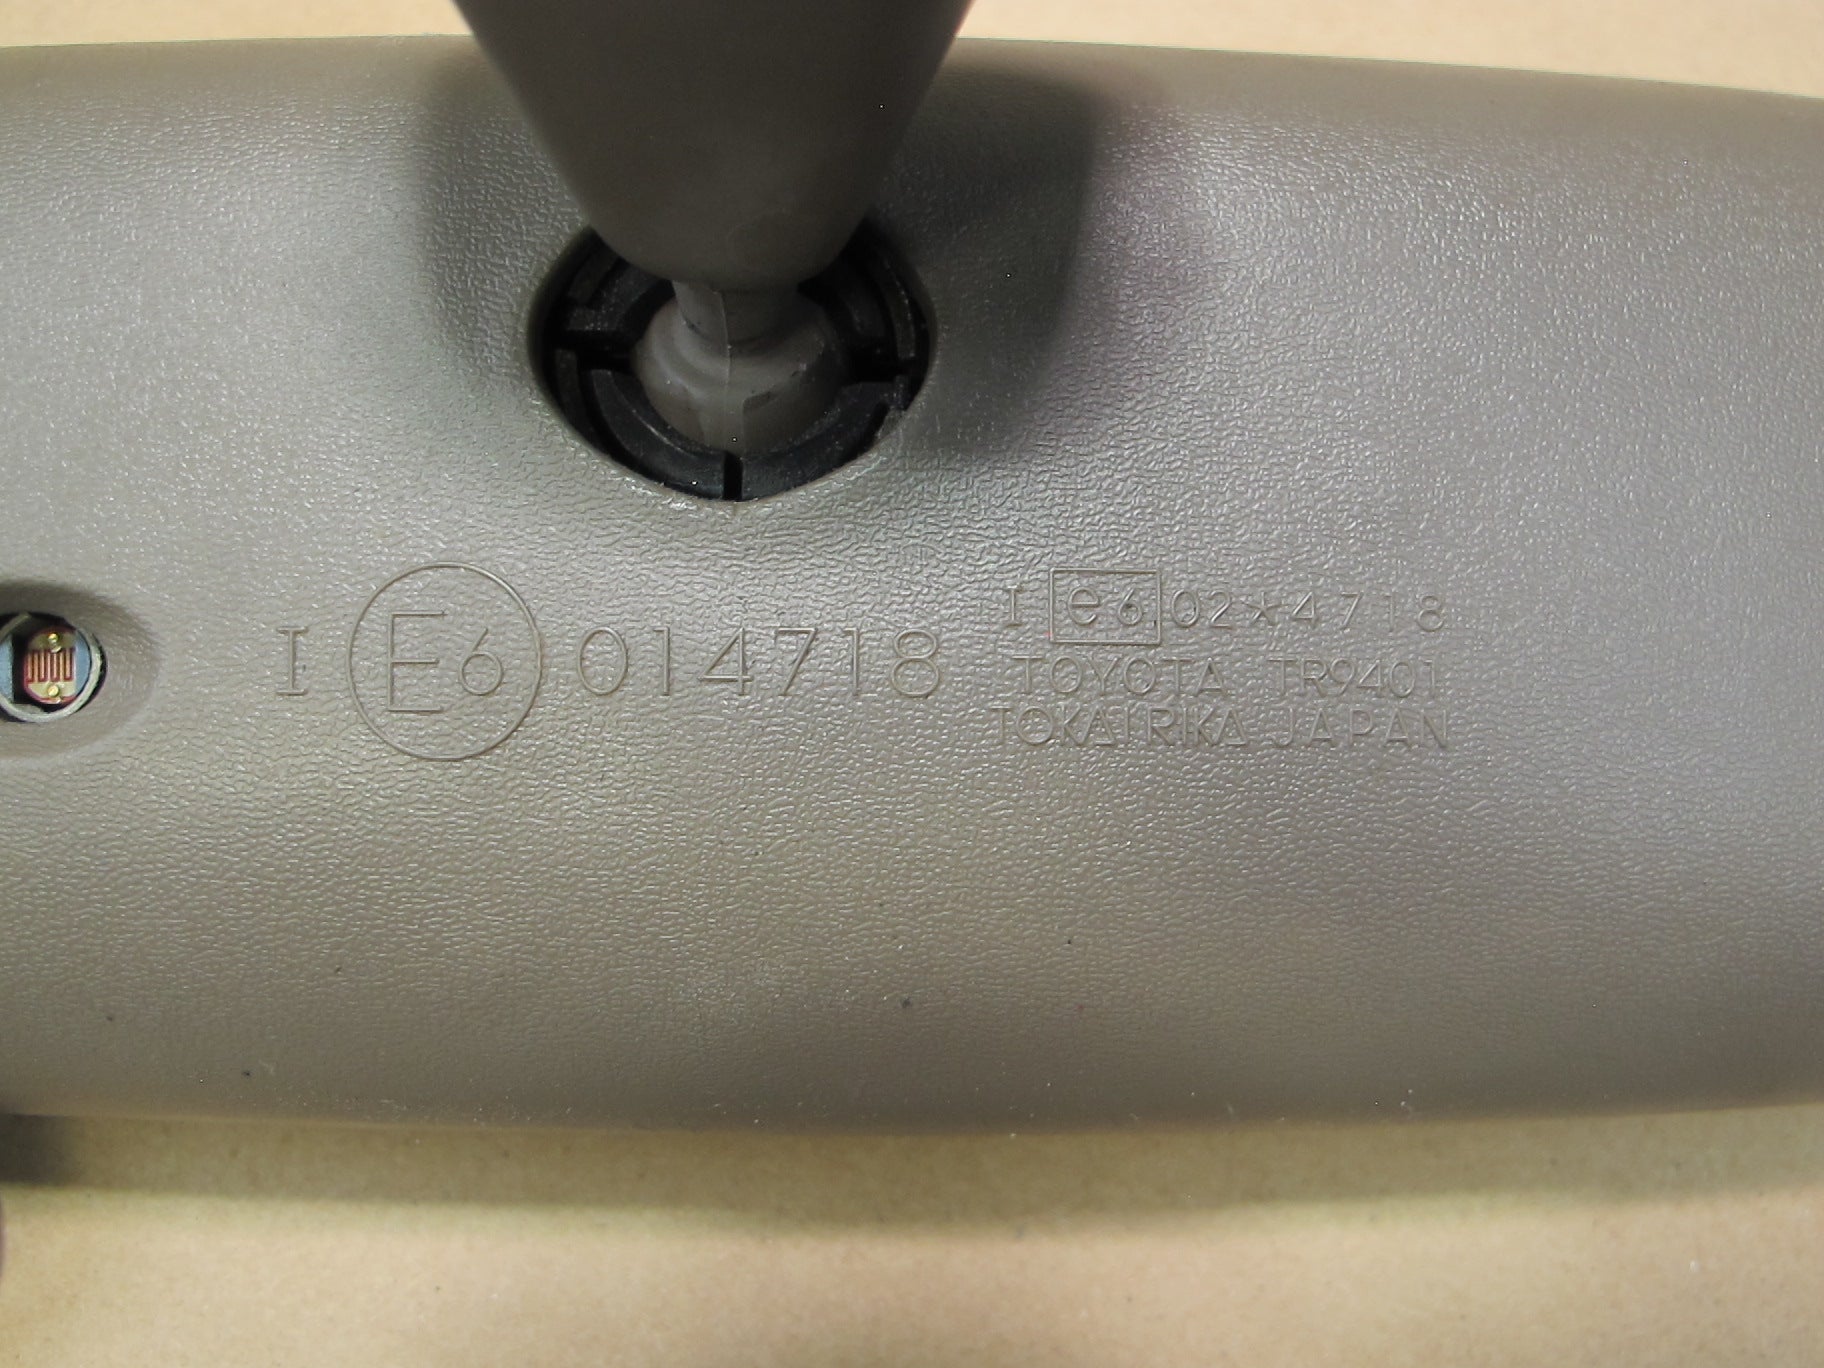 I E6 014718
I e6 02*4718
TOYOTA TR9401
TOKAIRIKA JAPAN